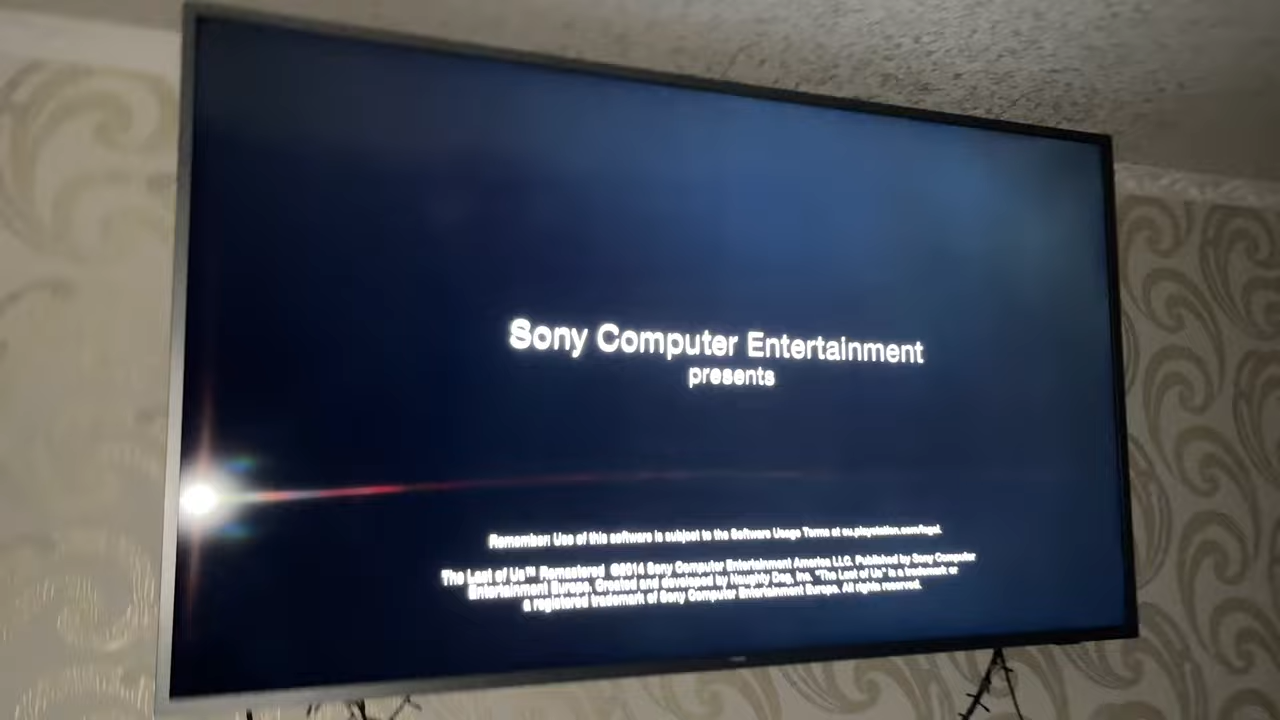 Sony Computer Entertainment
presents
Remember: Use of this software is subject to the Software Usage Terms at eu.playstation.com/legal.
The Last of Us™ Remastered ©2014 Sony Computer Entertainment America LLC. Published by Sony Computer
Entertainment Europe. Created and developed by Naughty Dog, Inc. "The Last of Us" is a trademark or
a registered trademark of Sony Computer Entertainment Europe. All rights reserved.